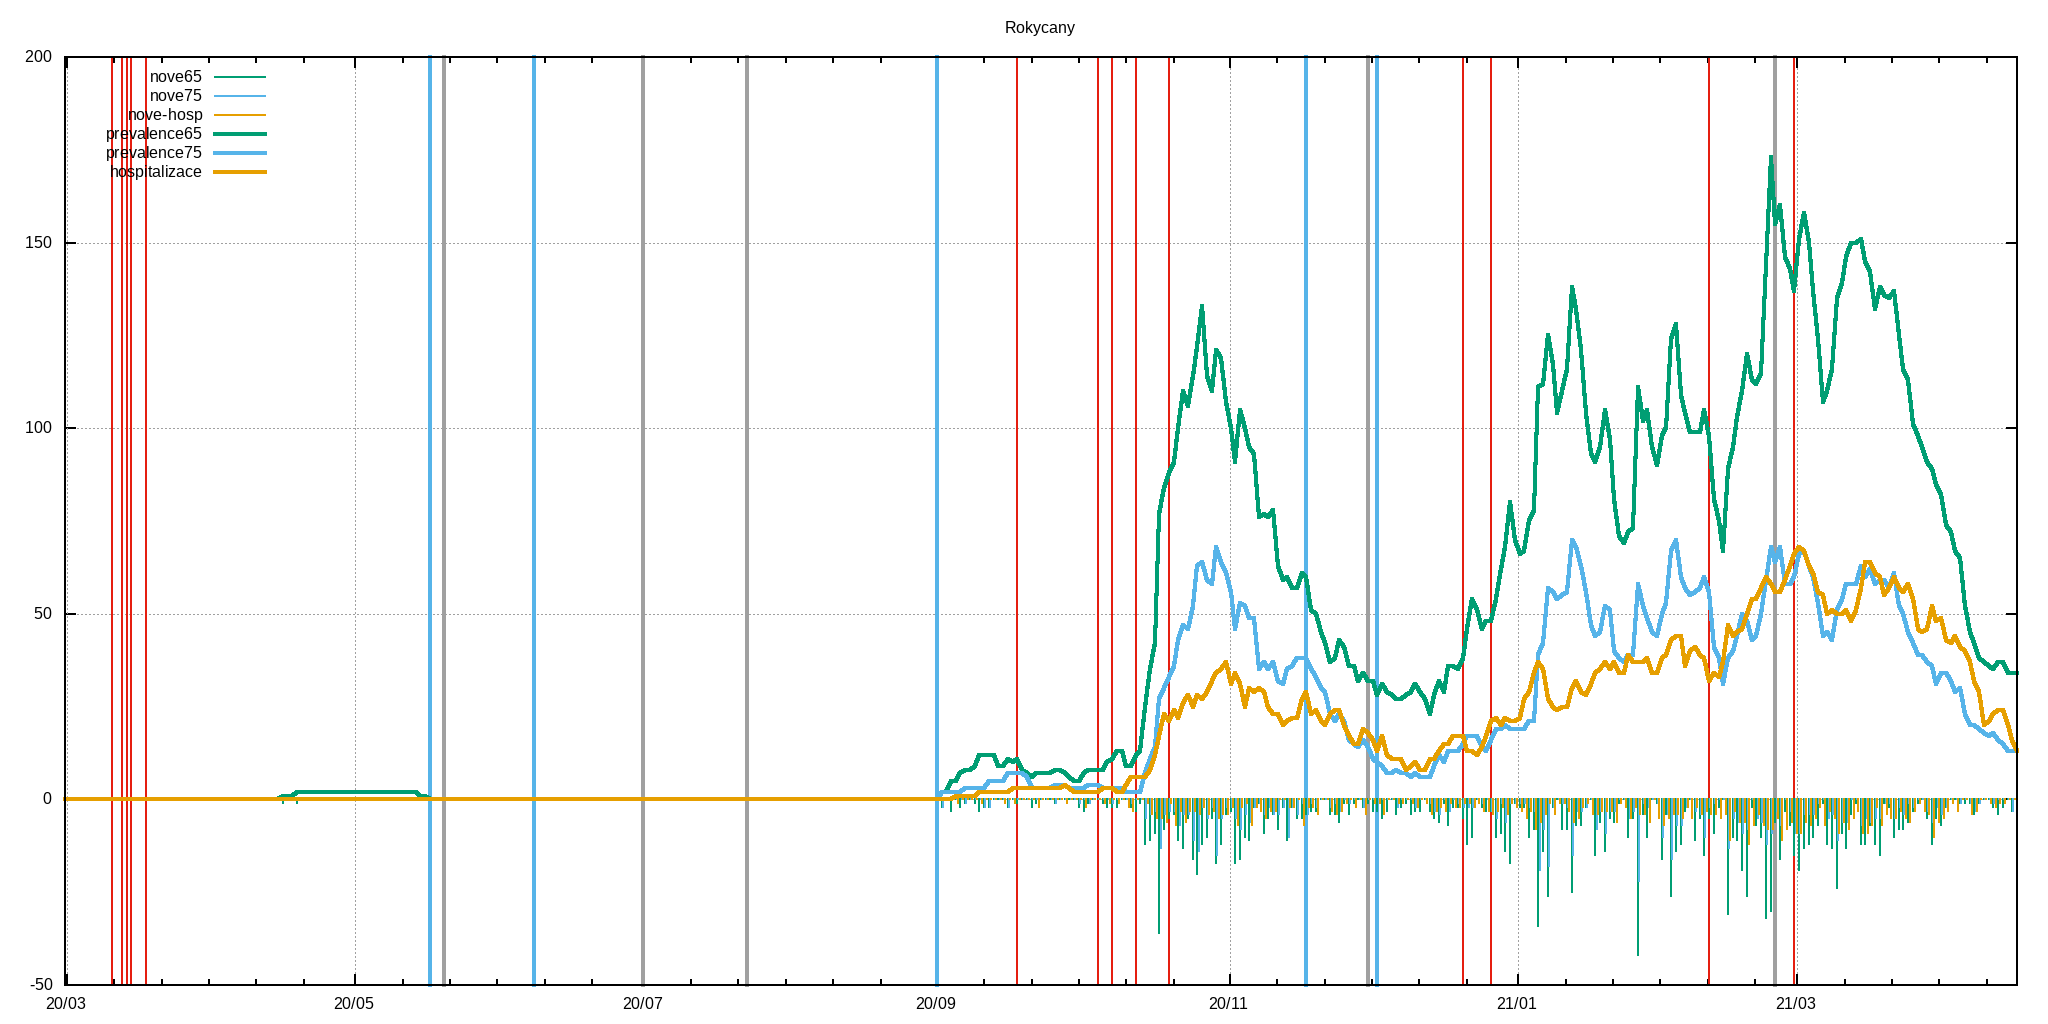 Rokycany
200
150
100
50
0
-50
nove65
nove75
nove-hosp
prevalence65
prevalence75
hospitalizace
20/03 20/05 20/07 20/09 20/11 21/01 21/03